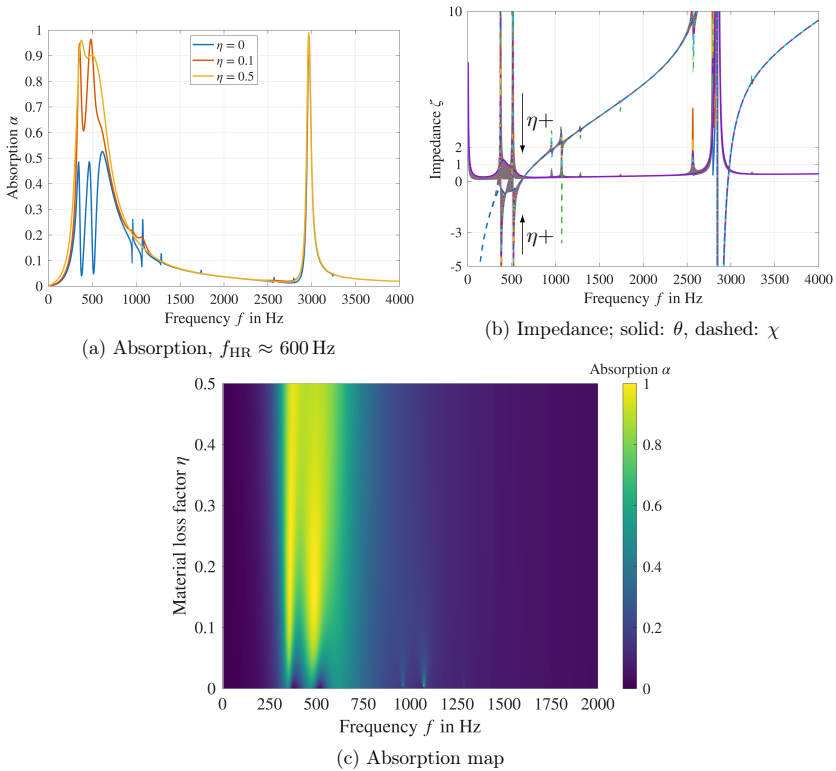 1
0.9
0.8
0.7
0.6
0.5
0.4
0.3
0.2
0.1
0
Absorption α
η = 0
η = 0.1
η = 0.5
0 500 1000 1500 2000 2500 3000 3500 4000
Frequency f in Hz
(a) Absorption, f_HR ≈ 600 Hz
10
2
1
0
-3
-5
Impedance ζ
η+
η+
0 500 1000 1500 2000 2500 3000 3500 4000
Frequency f in Hz
(b) Impedance; solid: θ, dashed: χ
0.5
0.4
0.3
0.2
0.1
0
Material loss factor η
0 250 500 750 1000 1250 1500 1750 2000
Frequency f in Hz
Absorption α
1
0.8
0.6
0.4
0.2
0
(c) Absorption map